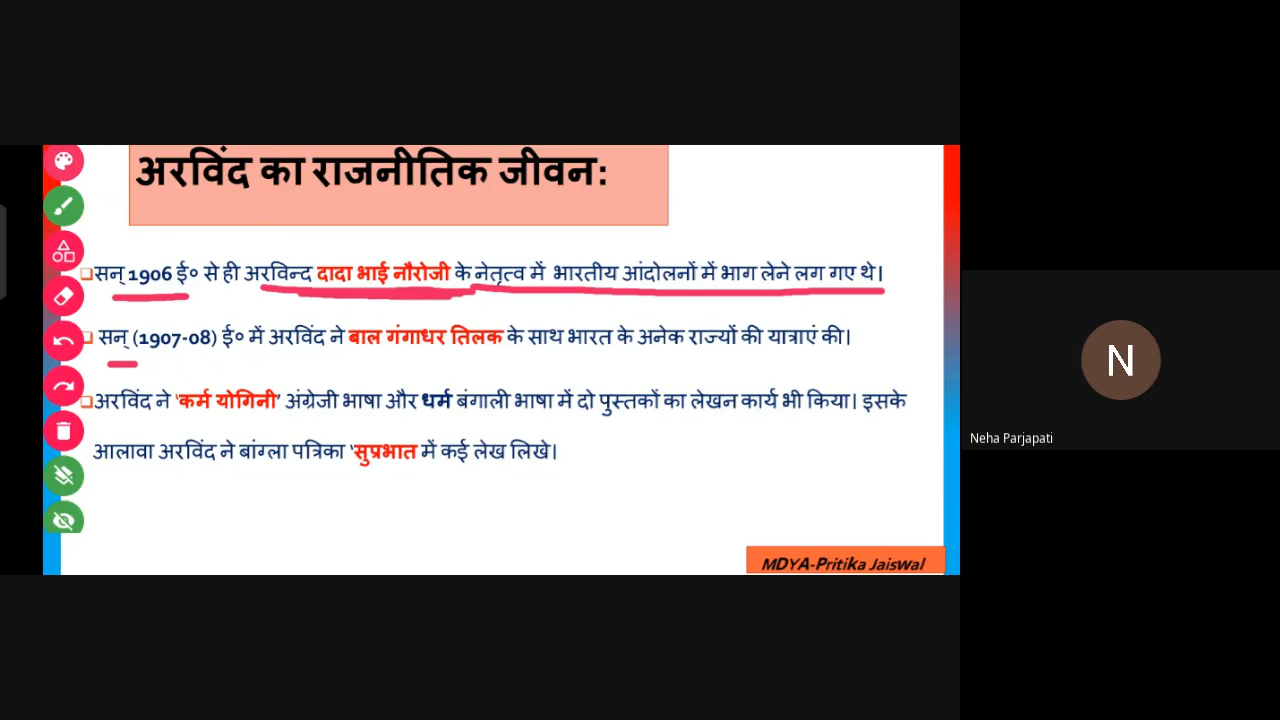 अरविंद का राजनीतिक जीवन:
सन् 1906 ई० से ही अरविन्द दादा भाई नौरोजी के नेतृत्व में भारतीय आंदोलनों में भाग लेने लग गए थे।
सन् (1907-08) ई० में अरविंद ने बाल गंगाधर तिलक के साथ भारत के अनेक राज्यों की यात्राएं की।
अरविंद ने 'कर्म योगिनी' अंग्रेजी भाषा और धर्म बंगाली भाषा में दो पुस्तकों का लेखन कार्य भी किया। इसके
आलावा अरविंद ने बांग्ला पत्रिका 'सुप्रभात में कई लेख लिखे।
MDYA-Pritika Jaiswal
N
Neha Parjapati